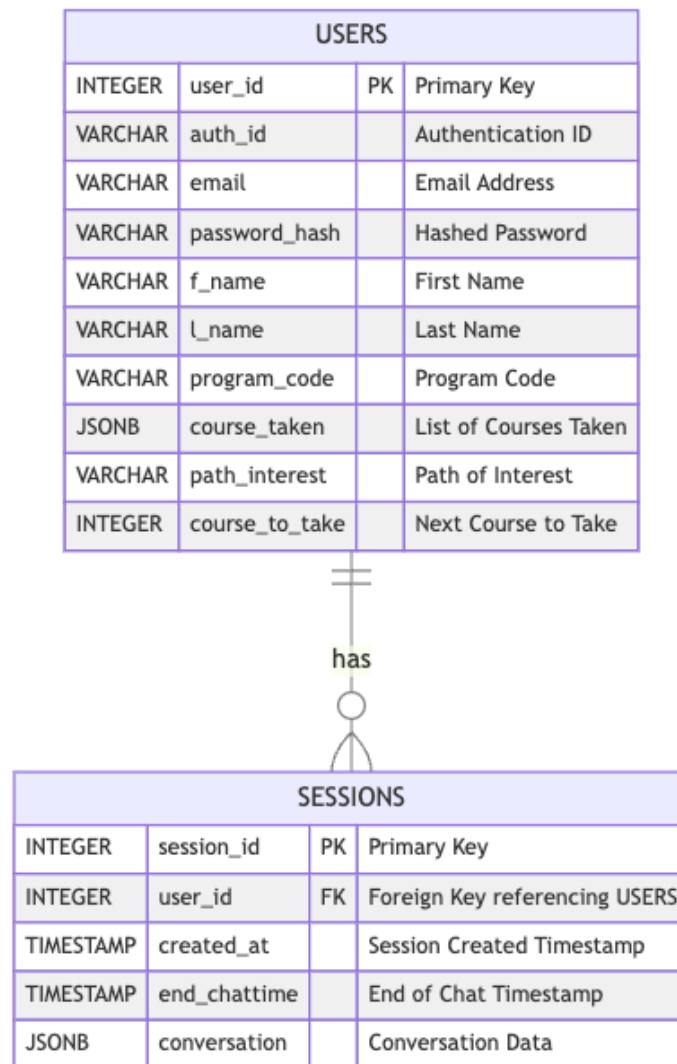 USERS
INTEGER user_id PK Primary Key
VARCHAR auth_id Authentication ID
VARCHAR email Email Address
VARCHAR password_hash Hashed Password
VARCHAR f_name First Name
VARCHAR l_name Last Name
VARCHAR program_code Program Code
JSONB course_taken List of Courses Taken
VARCHAR path_interest Path of Interest
INTEGER course_to_take Next Course to Take
has
SESSIONS
INTEGER session_id PK Primary Key
INTEGER user_id FK Foreign Key referencing USERS
TIMESTAMP created_at Session Created Timestamp
TIMESTAMP end_chattime End of Chat Timestamp
JSONB conversation Conversation Data